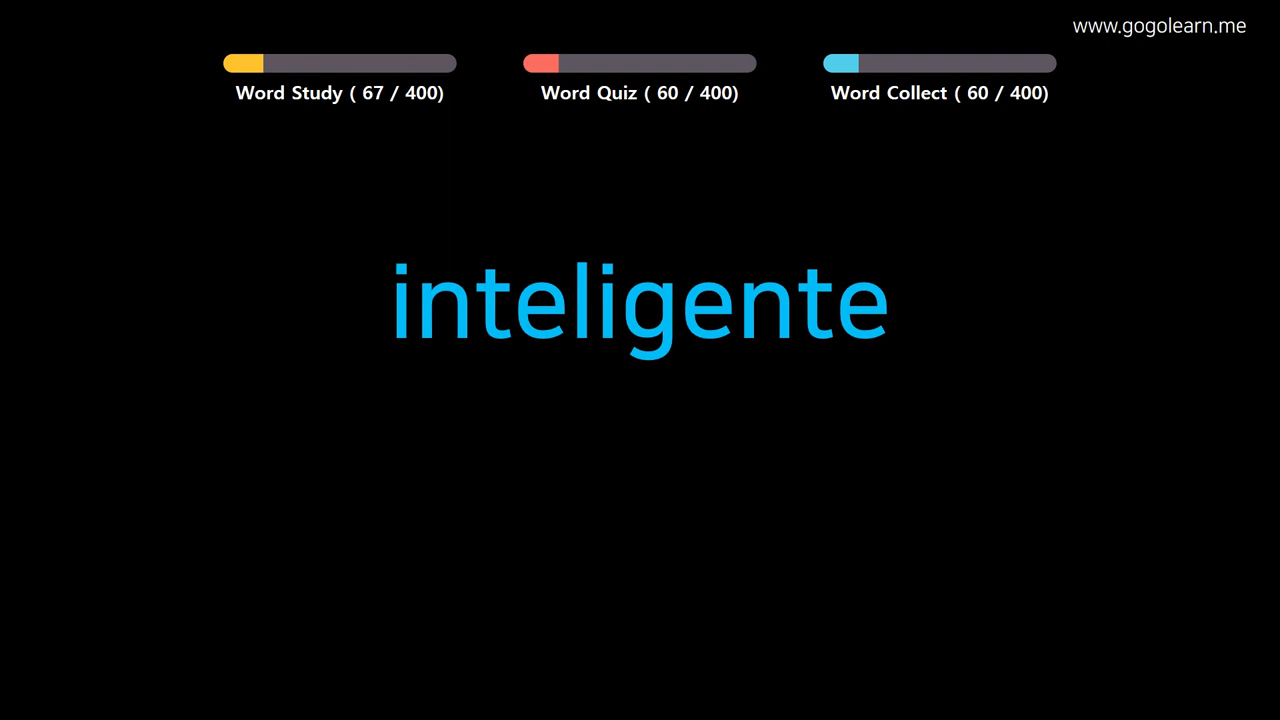 www.gogolearn.me
Word Study ( 67 / 400)
Word Quiz ( 60 / 400)
Word Collect ( 60 / 400)
inteligente